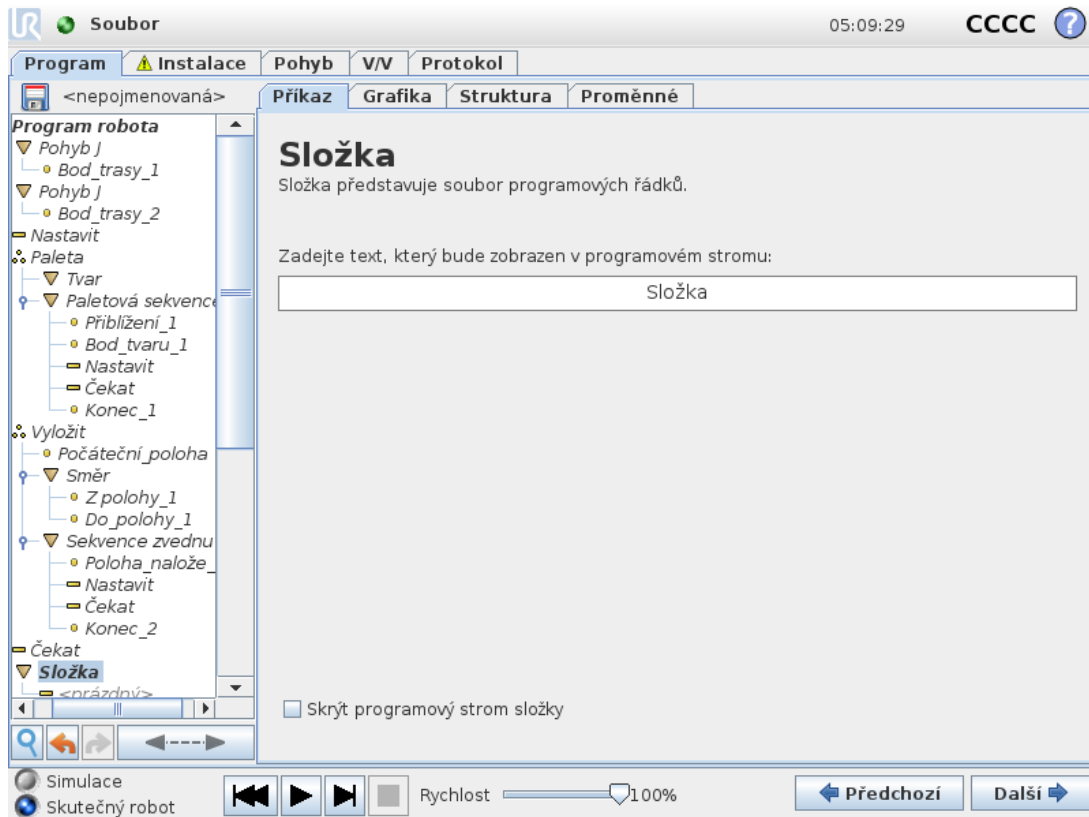 Soubor
05:09:29
CCCC
?
Program
Instalace
Pohyb
V/V
Protokol
<nepojmenovaná>
Příkaz
Grafika
Struktura
Proměnné
Program robota
Pohyb J
Bod_trasy_1
Pohyb J
Bod_trasy_2
Nastavit
Paleta
Tvar
Paletová sekvence
Přiblížení_1
Bod_tvaru_1
Nastavit
Čekat
Konec_1
Vyložit
Počáteční_poloha
Směr
Z polohy_1
Do_polohy_1
Sekvence zvednu
Poloha_nalože_
Nastavit
Čekat
Konec_2
Čekat
Složka
<prázdný>
Složka
Složka představuje soubor programových řádků.
Zadejte text, který bude zobrazen v programovém stromu:
Složka
Skrýt programový strom složky
Simulace
Skutečný robot
Rychlost
100%
Předchozí
Další